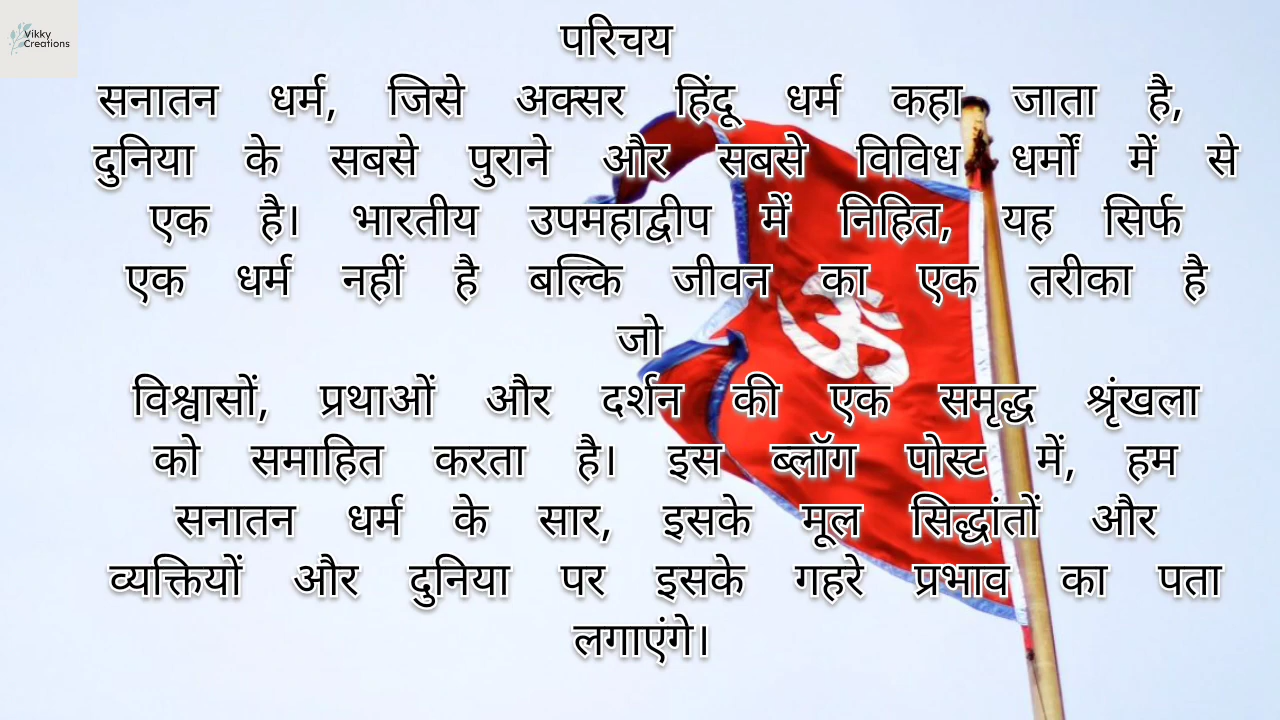 Vikky
Creations
परिचय
सनातन धर्म, जिसे अक्सर हिंदू धर्म कहा जाता है,
दुनिया के सबसे पुराने और सबसे विविध धर्मों में से
एक है। भारतीय उपमहाद्वीप में निहित, यह सिर्फ
एक धर्म नहीं है बल्कि जीवन का एक तरीका है
जो
विश्वासों, प्रथाओं और दर्शन की एक समृद्ध श्रृंखला
को समाहित करता है। इस ब्लॉग पोस्ट में, हम
सनातन धर्म के सार, इसके मूल सिद्धांतों और
व्यक्तियों और दुनिया पर इसके गहरे प्रभाव का पता
लगाएंगे।
ॐ